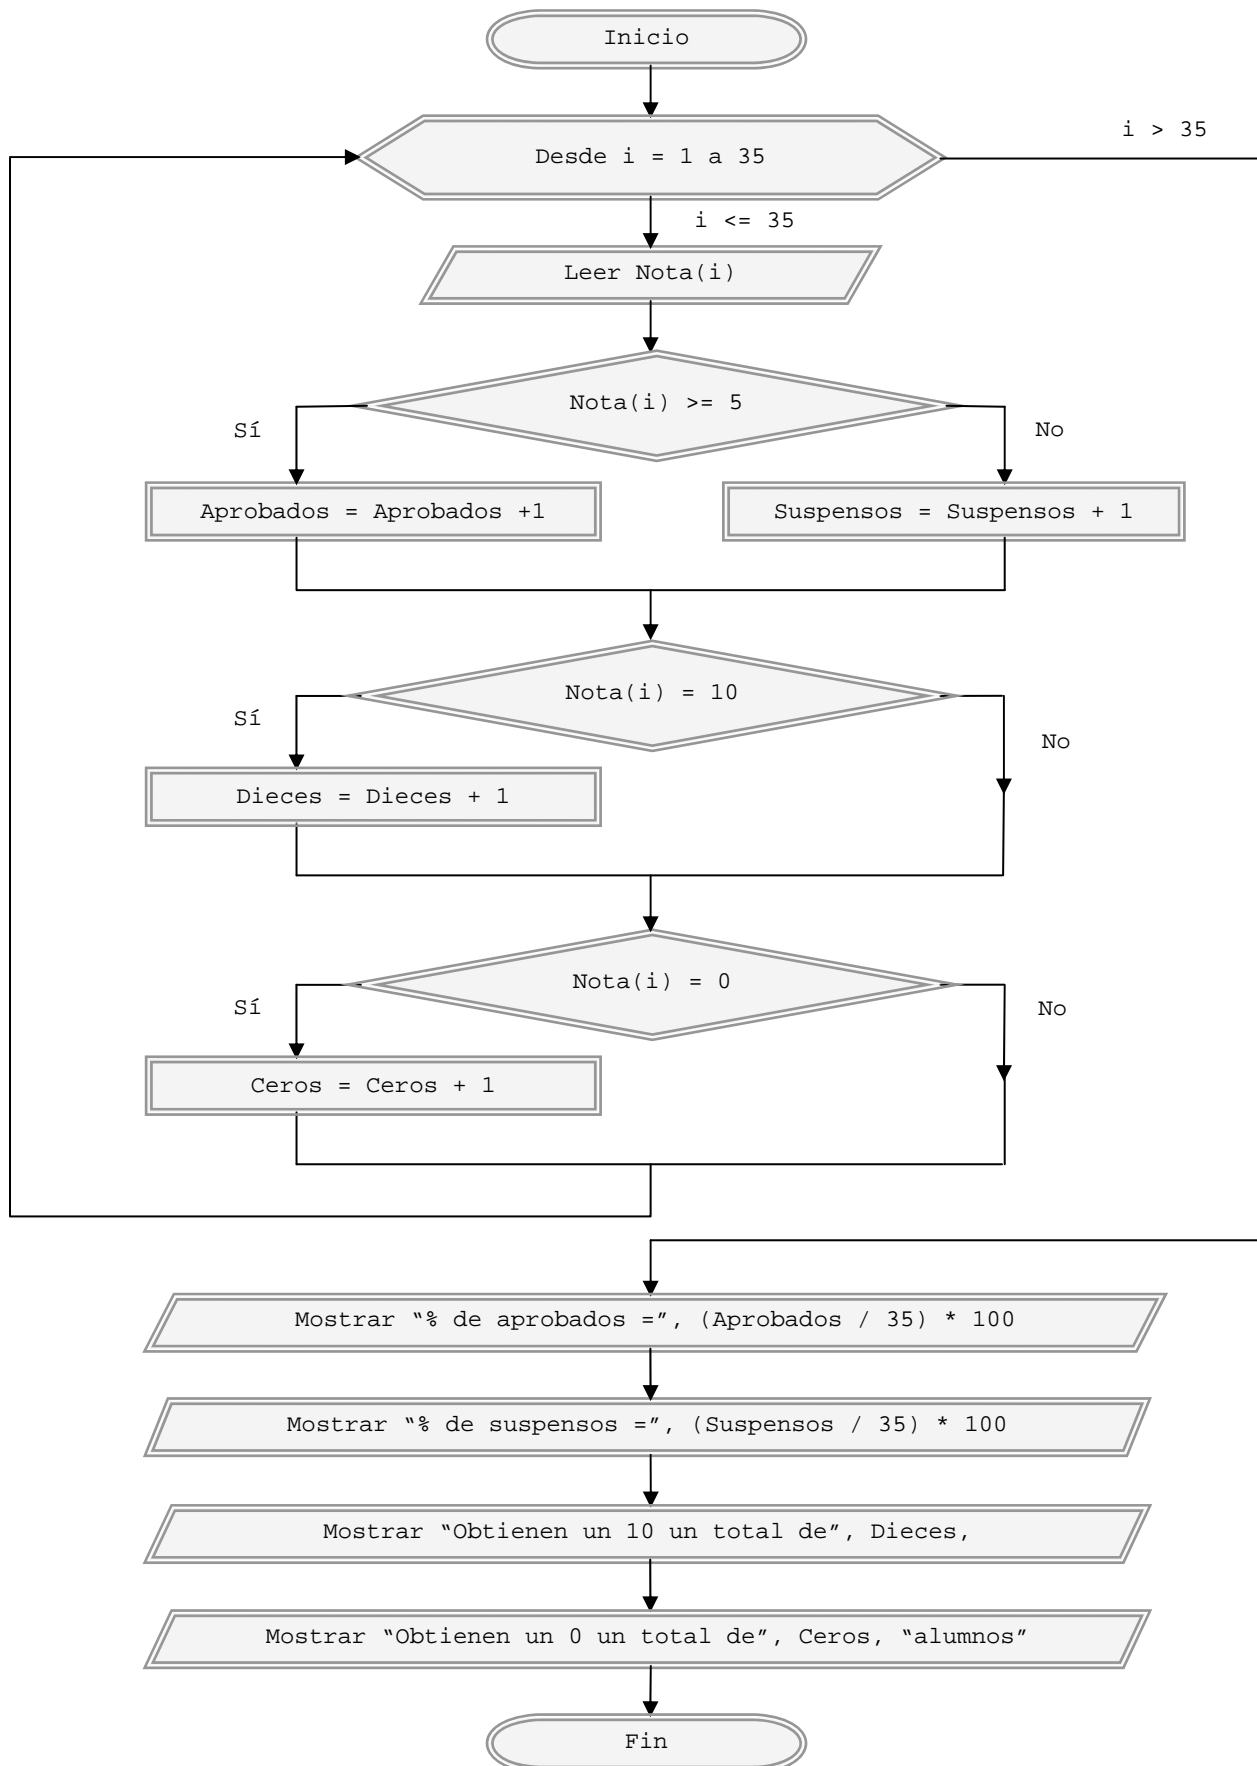 Inicio
i > 35
Desde i = 1 a 35
i <= 35
Leer Nota(i)
Nota(i) >= 5
Sí
No
Aprobados = Aprobados +1
Suspensos = Suspensos + 1
Nota(i) = 10
Sí
No
Dieces = Dieces + 1
Nota(i) = 0
Sí
No
Ceros = Ceros + 1
Mostrar “% de aprobados =”, (Aprobados / 35) * 100
Mostrar “% de suspensos =”, (Suspensos / 35) * 100
Mostrar “Obtienen un 10 un total de”, Dieces,
Mostrar “Obtienen un 0 un total de”, Ceros, “alumnos”
Fin